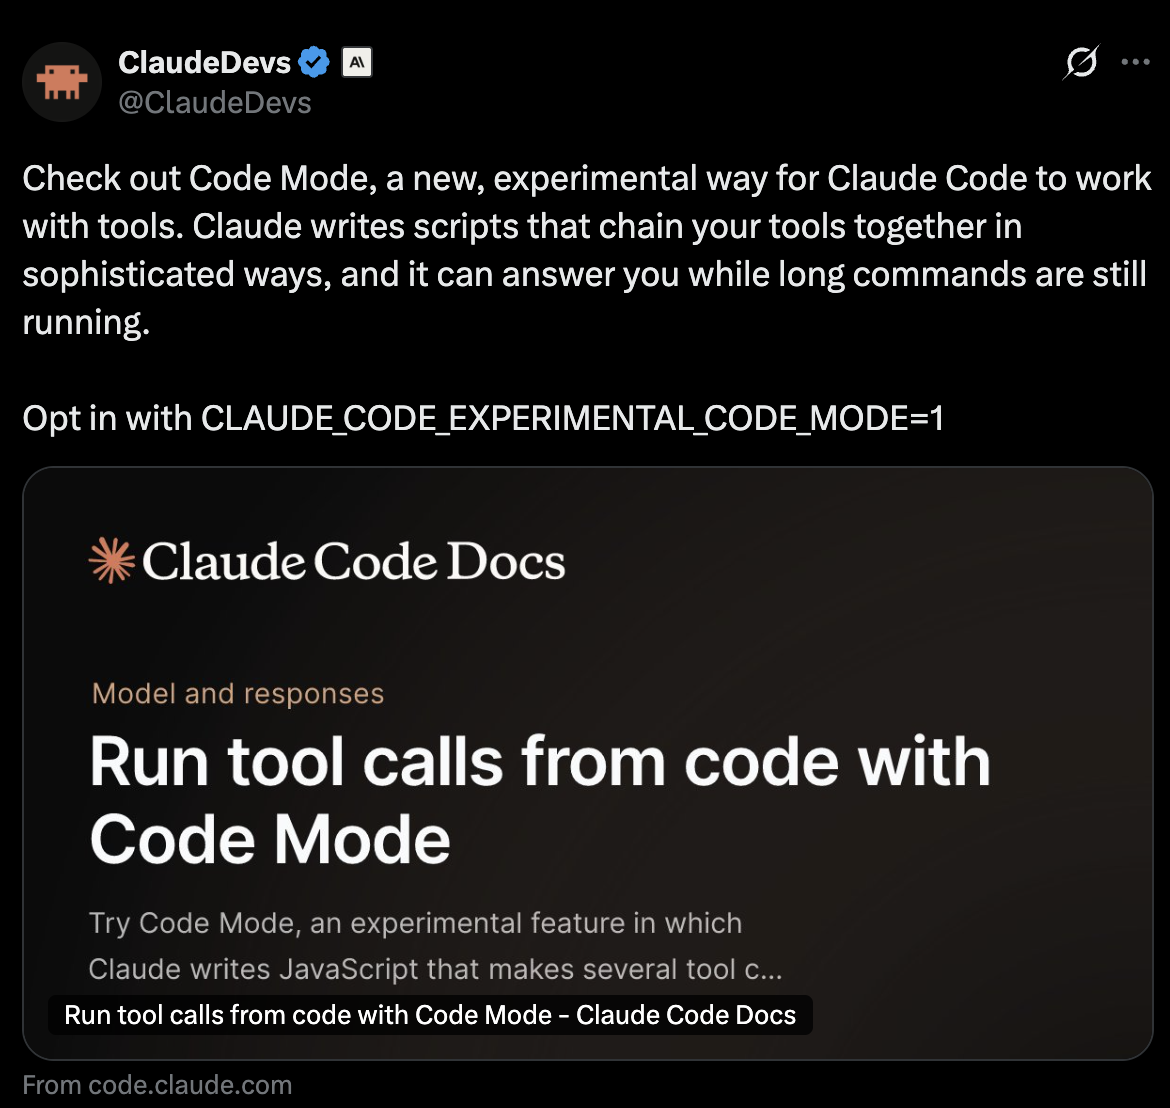 ClaudeDevs
@ClaudeDevs
Check out Code Mode, a new, experimental way for Claude Code to work
with tools. Claude writes scripts that chain your tools together in
sophisticated ways, and it can answer you while long commands are still
running.
Opt in with CLAUDE_CODE_EXPERIMENTAL_CODE_MODE=1
Claude Code Docs
Model and responses
Run tool calls from code with
Code Mode
Try Code Mode, an experimental feature in which
Claude writes JavaScript that makes several tool c...
Run tool calls from code with Code Mode - Claude Code Docs
From code.claude.com